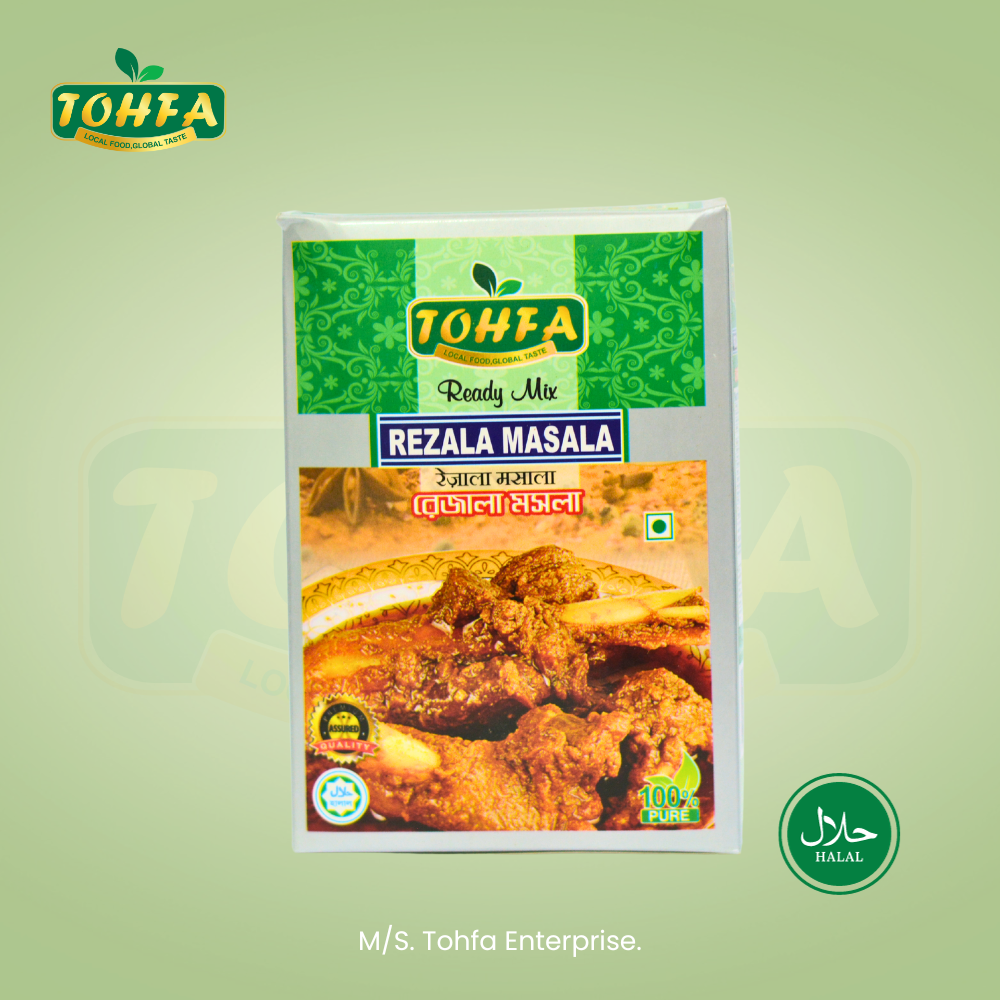 TOHFA
LOCAL FOOD,GLOBAL TASTE
TOHFA
LOCAL FOOD,GLOBAL TASTE
Ready Mix
REZALA MASALA
रेज़ाला मसाला
রেজালা মসলা
ASSURED
QUALITY
حلال
100%
PURE
حلال
HALAL
M/S. Tohfa Enterprise.